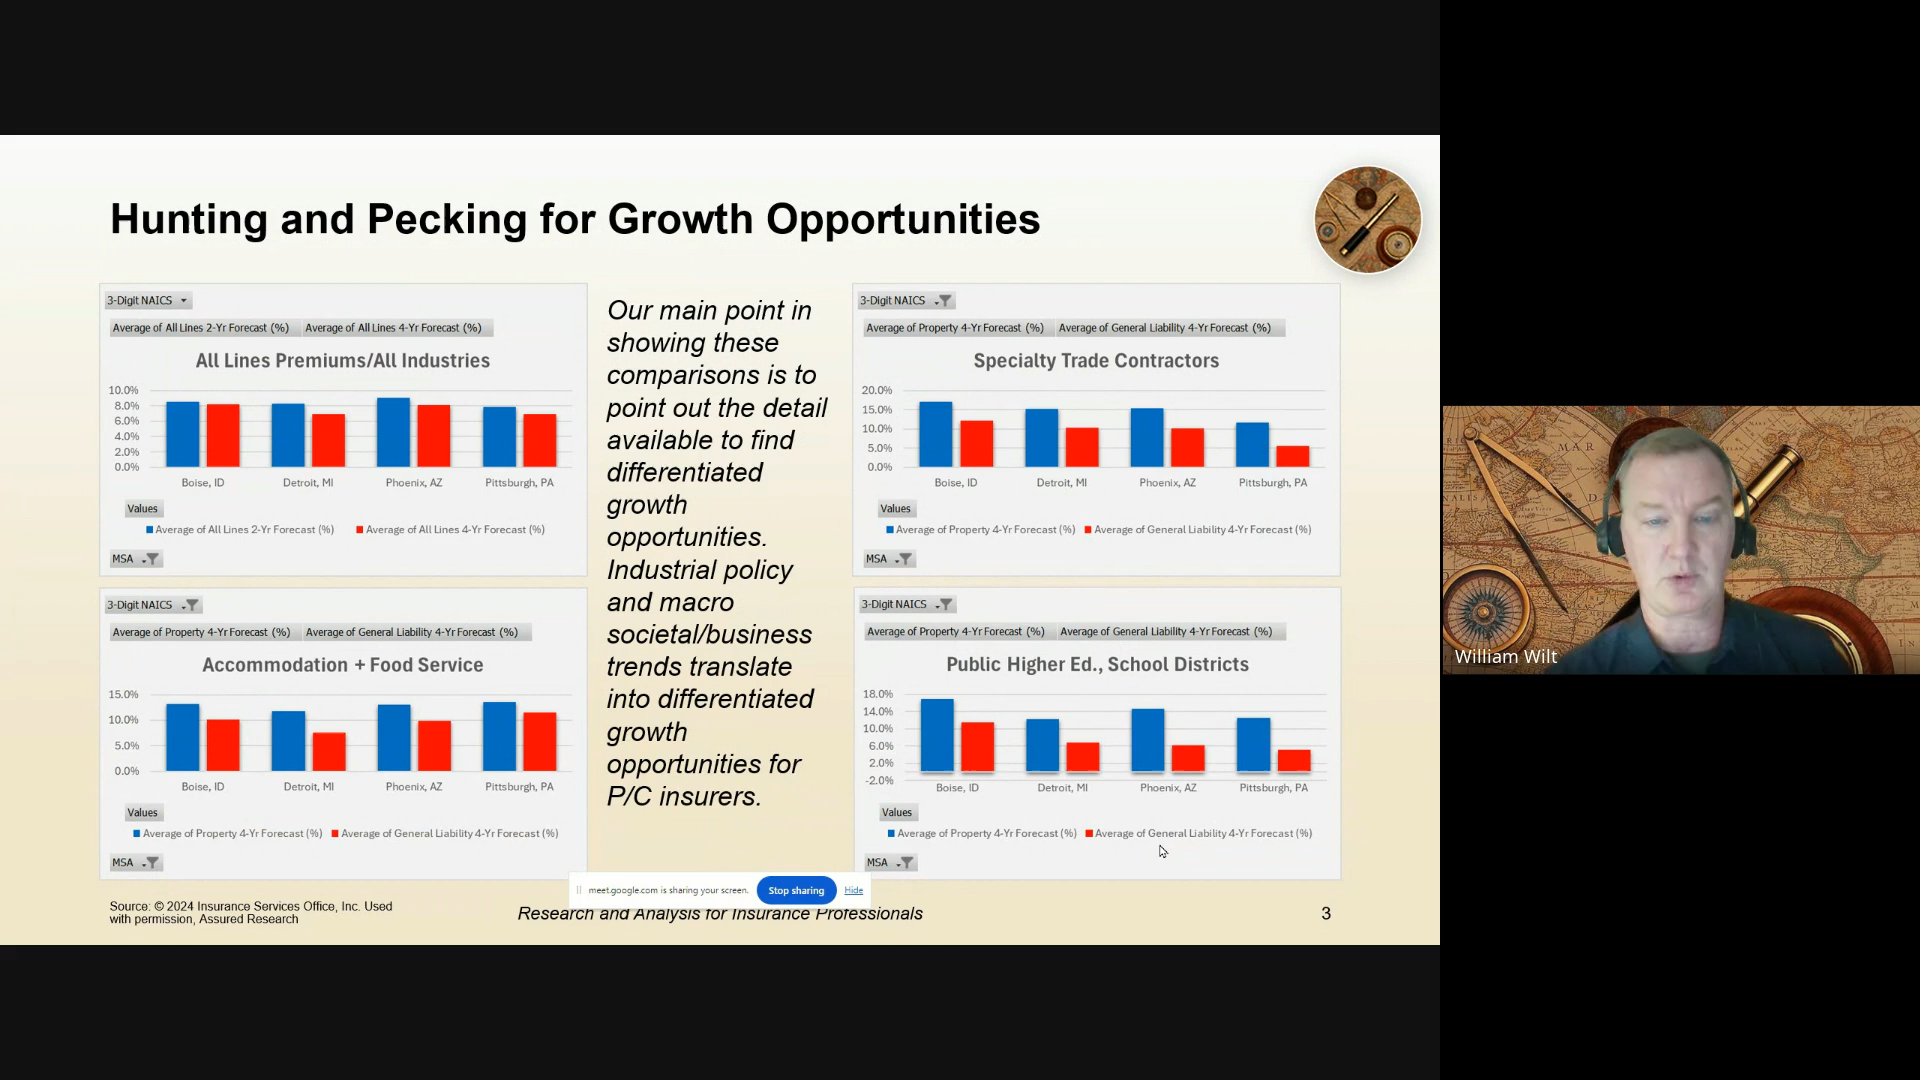 Hunting and Pecking for Growth Opportunities
3-Digit NAICS
Average of All Lines 2-Yr Forecast (%) Average of All Lines 4-Yr Forecast (%)
All Lines Premiums/All Industries
10.0%
8.0%
6.0%
4.0%
2.0%
0.0%
Boise, ID Detroit, MI Phoenix, AZ Pittsburgh, PA
Values
Average of All Lines 2-Yr Forecast (%) Average of All Lines 4-Yr Forecast (%)
MSA
3-Digit NAICS
Average of Property 4-Yr Forecast (%) Average of General Liability 4-Yr Forecast (%)
Accommodation + Food Service
15.0%
10.0%
5.0%
0.0%
Boise, ID Detroit, MI Phoenix, AZ Pittsburgh, PA
Values
Average of Property 4-Yr Forecast (%) Average of General Liability 4-Yr Forecast (%)
MSA
Our main point in
showing these
comparisons is to
point out the detail
available to find
differentiated
growth
opportunities.
Industrial policy
and macro
societal/business
trends translate
into differentiated
growth
opportunities for
P/C insurers.
3-Digit NAICS
Average of Property 4-Yr Forecast (%) Average of General Liability 4-Yr Forecast (%)
Specialty Trade Contractors
20.0%
15.0%
10.0%
5.0%
0.0%
Boise, ID Detroit, MI Phoenix, AZ Pittsburgh, PA
Values
Average of Property 4-Yr Forecast (%) Average of General Liability 4-Yr Forecast (%)
MSA
3-Digit NAICS
Average of Property 4-Yr Forecast (%) Average of General Liability 4-Yr Forecast (%)
Public Higher Ed., School Districts
18.0%
14.0%
10.0%
6.0%
2.0%
-2.0%
Boise, ID Detroit, MI Phoenix, AZ Pittsburgh, PA
Values
Average of Property 4-Yr Forecast (%) Average of General Liability 4-Yr Forecast (%)
MSA
meet.google.com is sharing your screen. Stop sharing Hide
Source: © 2024 Insurance Services Office, Inc. Used
with permission, Assured Research
Research and Analysis for Insurance Professionals
3
MAR
William Wilt